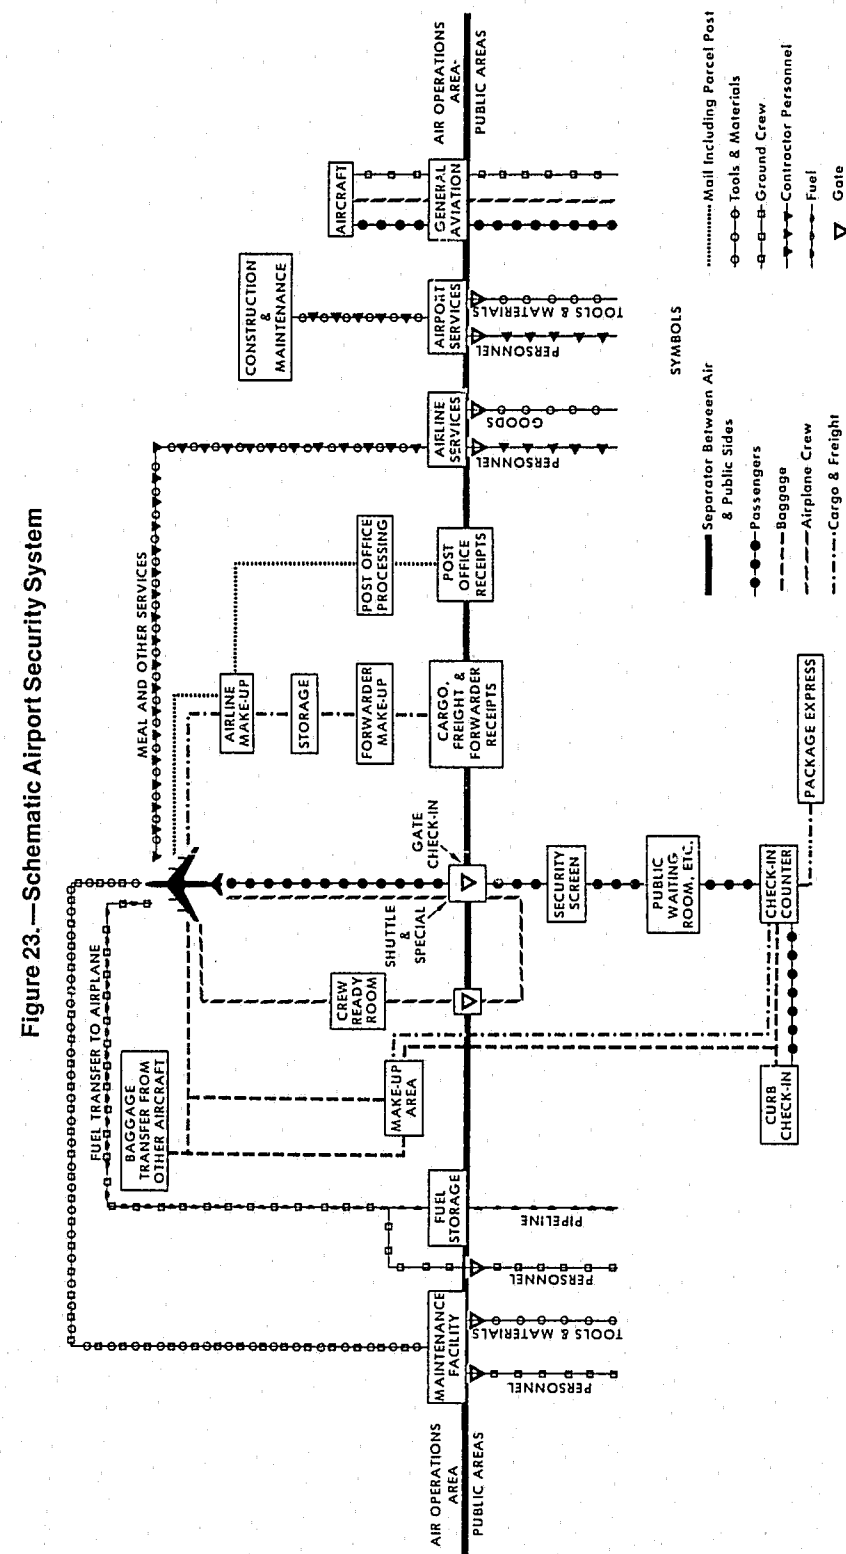 Figure 23.—Schematic Airport Security System
FUEL TRANSFER TO AIRPLANE
MEAL AND OTHER SERVICES
BAGGAGE
TRANSFER FROM
OTHER AIRCRAFT
AIRLINE
MAKE-UP
CONSTRUCTION
&
MAINTENANCE
STORAGE
AIRCRAFT
CREW
READY
ROOM
FORWARDER
MAKE-UP
POST OFFICE
PROCESSING
MAKE-UP
AREA
SHUTTLE
&
SPECIAL
GATE
CHECK-IN
AIR OPERATIONS
AREA
MAINTENANCE
FACILITY
FUEL
STORAGE
CARGO,
FREIGHT &
FORWARDER
RECEIPTS
POST
OFFICE
RECEIPTS
AIRLINE
SERVICES
AIRPORT
SERVICES
GENERAL
AVIATION
AIR OPERATIONS
AREA-
PUBLIC AREAS
PUBLIC AREAS
PERSONNEL
TOOLS & MATERIALS
PERSONNEL
PIPELINE
PERSONNEL
GOODS
PERSONNEL
TOOLS & MATERIALS
SECURITY
SCREEN
PUBLIC
WAITING
ROOM, ETC.
CURB
CHECK-IN
CHECK-IN
COUNTER
PACKAGE EXPRESS
SYMBOLS
Separator Between Air
& Public Sides
Passengers
Baggage
Airplane Crew
Cargo & Freight
Mail Including Parcel Post
Tools & Materials
Ground Crew
Contractor Personnel
Fuel
Gate